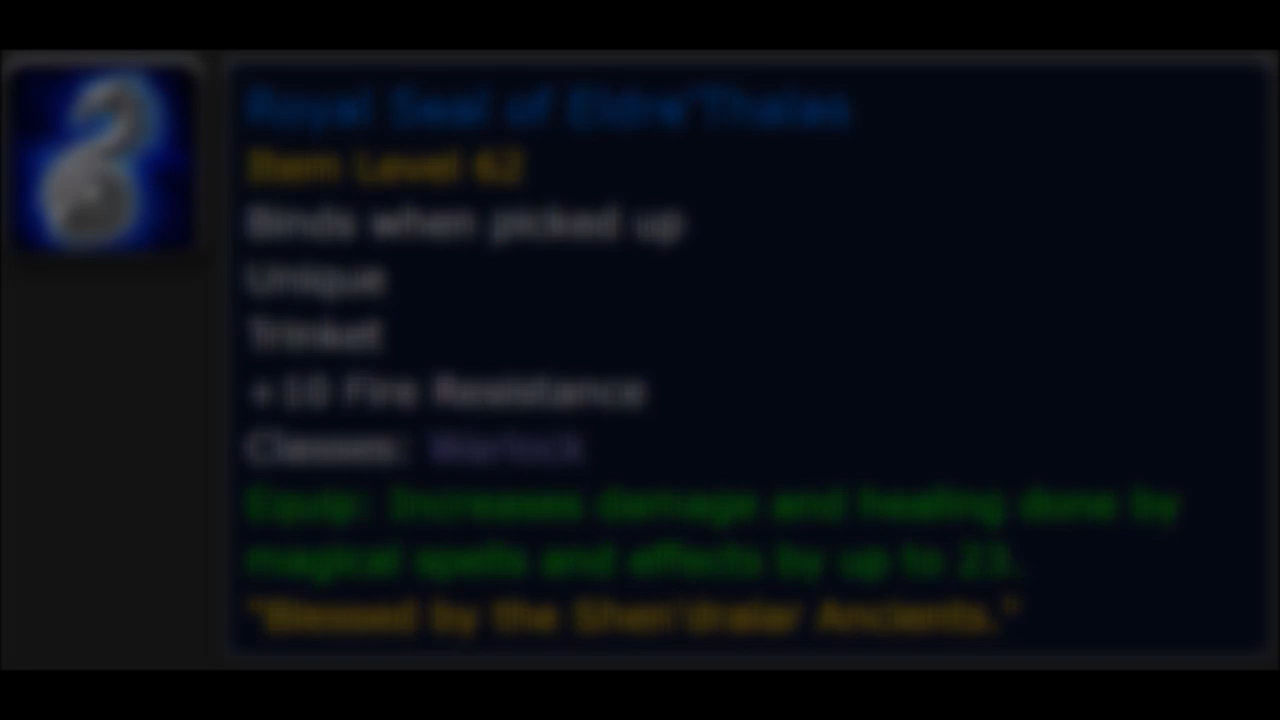 Royal Seal of Eldre'Thalas
Item Level 62
Binds when picked up
Unique
Trinket
+10 Fire Resistance
Classes: Warlock
Equip: Increases damage and healing done by
magical spells and effects by up to 23.
"Blessed by the Shen'dralar Ancients."